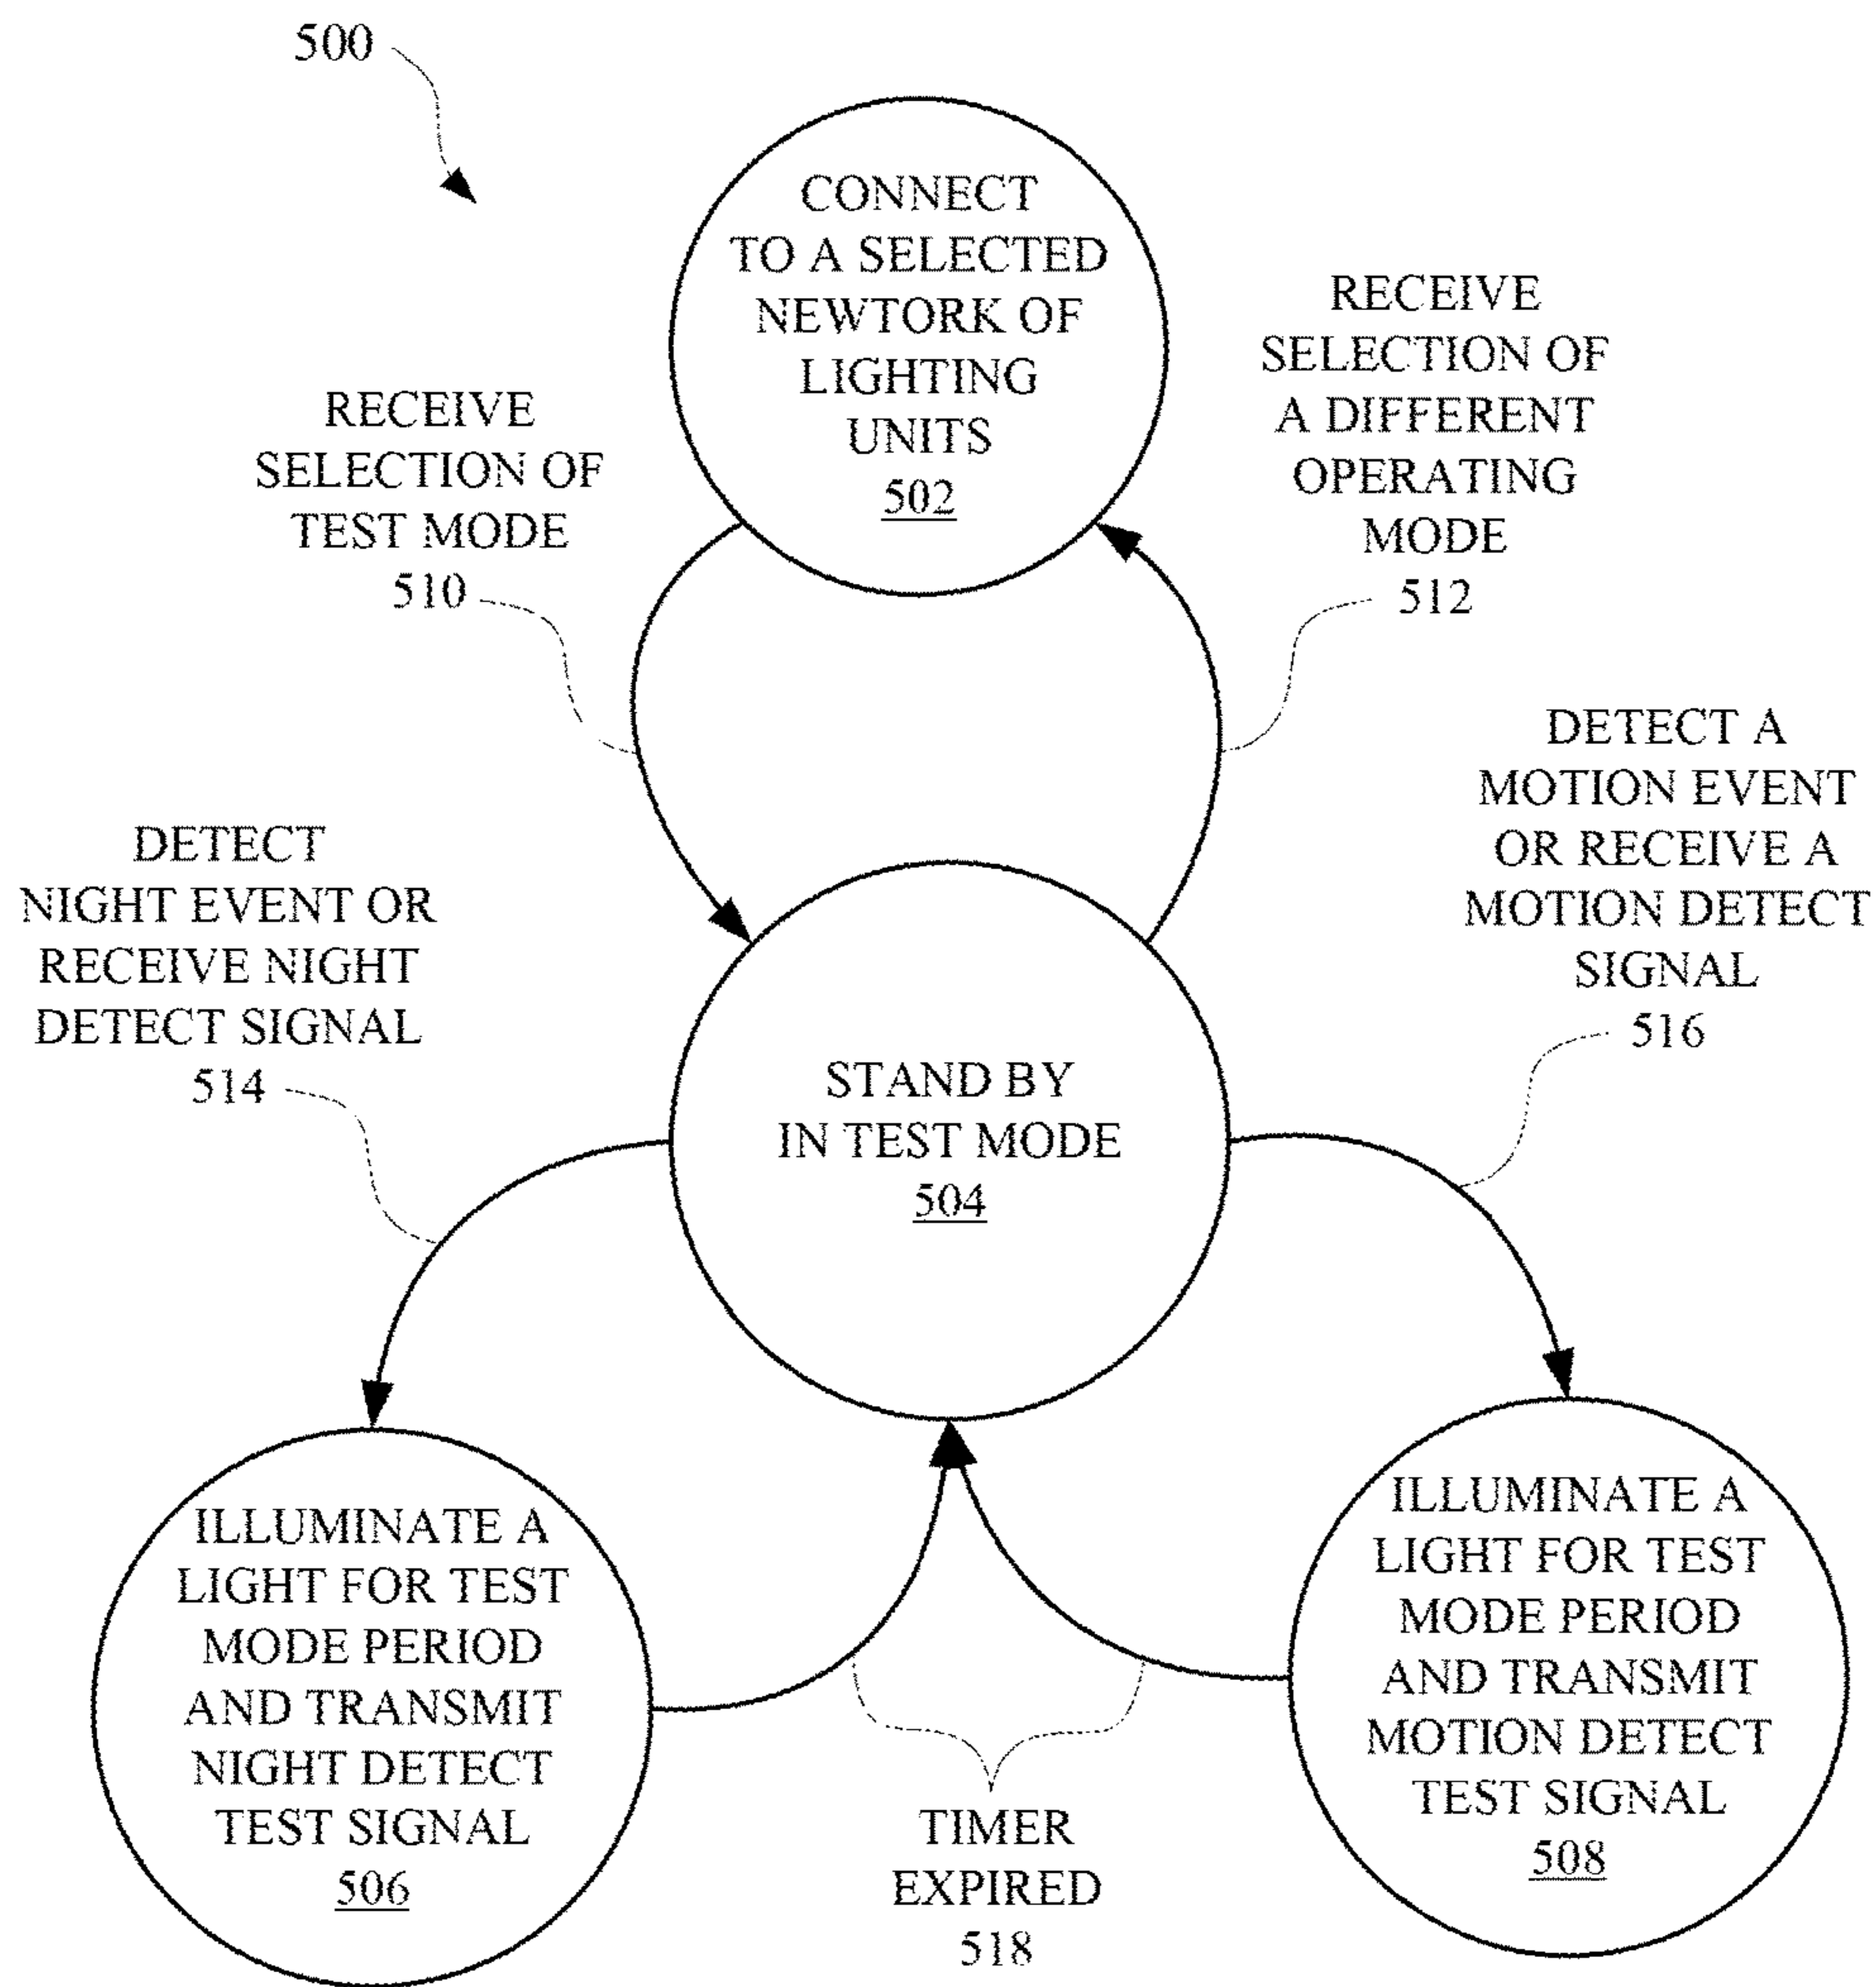 500
CONNECT
TO A SELECTED
NEWTORK OF
LIGHTING
UNITS
502
RECEIVE
SELECTION OF
TEST MODE
510
RECEIVE
SELECTION OF
A DIFFERENT
OPERATING
MODE
512
DETECT
NIGHT EVENT OR
RECEIVE NIGHT
DETECT SIGNAL
514
DETECT A
MOTION EVENT
OR RECEIVE A
MOTION DETECT
SIGNAL
516
STAND BY
IN TEST MODE
504
ILLUMINATE A
LIGHT FOR TEST
MODE PERIOD
AND TRANSMIT
NIGHT DETECT
TEST SIGNAL
506
TIMER
EXPIRED
518
ILLUMINATE A
LIGHT FOR TEST
MODE PERIOD
AND TRANSMIT
MOTION DETECT
TEST SIGNAL
508